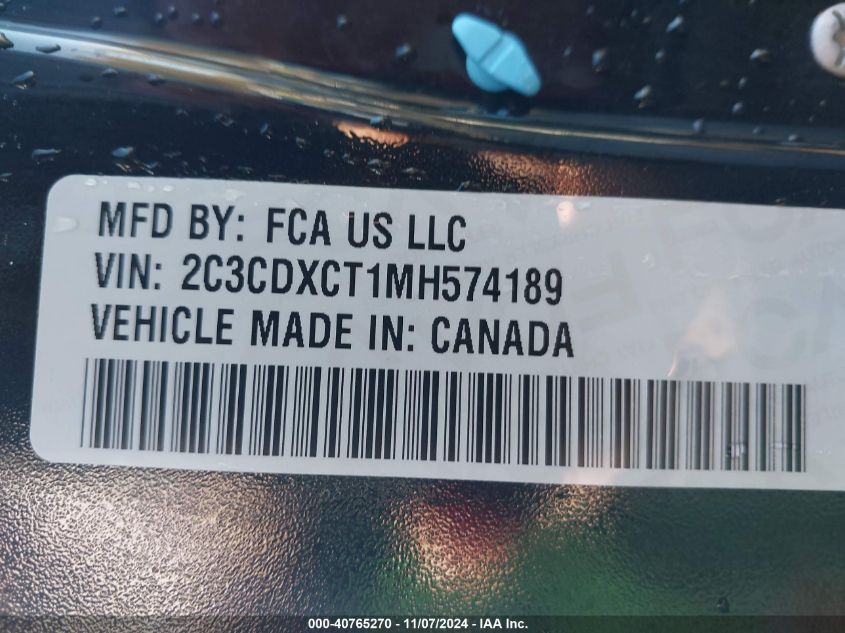 MFD BY: FCA US LLC
VIN: 2C3CDXCT1MH574189
VEHICLE MADE IN: CANADA
000-40765270 - 11/07/2024 - IAA Inc.